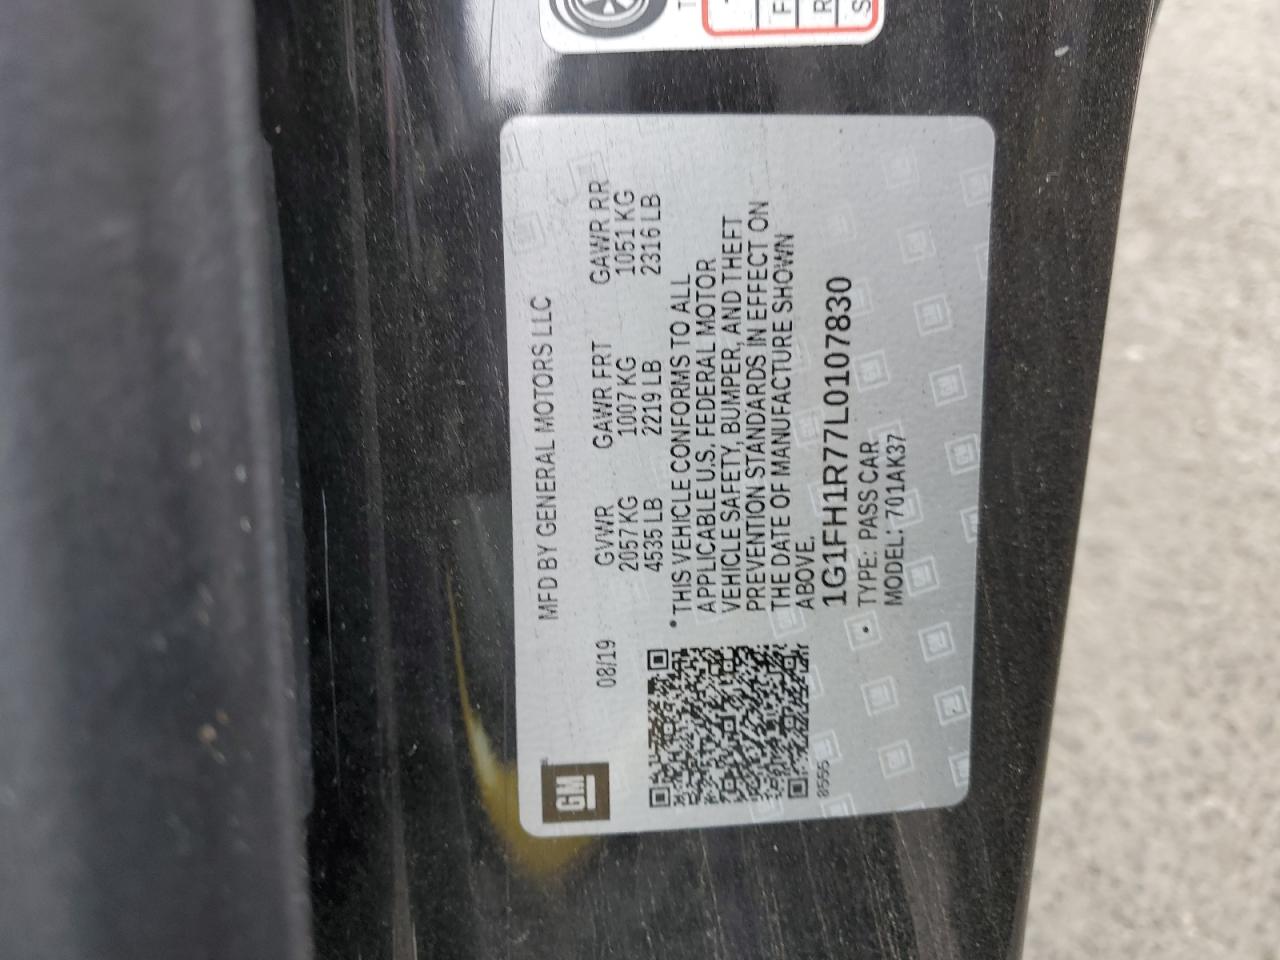 GM
MFD BY GENERAL MOTORS LLC
08/19 GVWR GAWR FRT GAWR RR
2057 KG 1007 KG 1051 KG
4535 LB 2219 LB 2316 LB
*THIS VEHICLE CONFORMS TO ALL
APPLICABLE U.S. FEDERAL MOTOR
VEHICLE SAFETY, BUMPER, AND THEFT
PREVENTION STANDARDS IN EFFECT ON
THE DATE OF MANUFACTURE SHOWN
ABOVE.
1G1FH1R77L0107830
* TYPE: PASS CAR
MODEL: 701AK37
8555
T
F
R
S